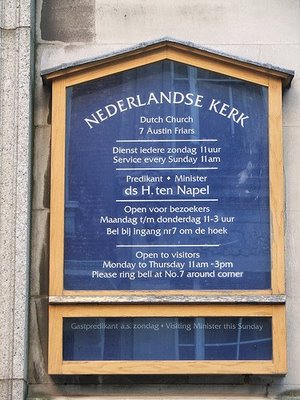 NEDERLANDSE KERK
Dutch Church
7 Austin Friars
Dienst iedere zondag 11uur
Service every Sunday 11am
Predikant • Minister
ds H. ten Napel
Open voor bezoekers
Maandag t/m donderdag 11-3 uur
Bel bij ingang nr7 om de hoek
Open to visitors
Monday to Thursday 11am -3pm
Please ring bell at No.7 around corner
Gastpredikant a.s. zondag • Visiting Minister this Sunday